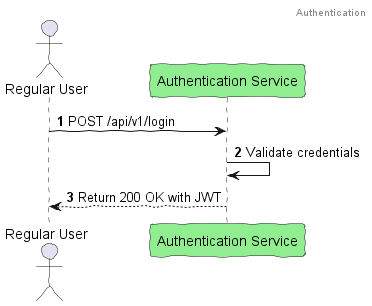 Authentication
Regular User
Authentication Service
1 POST /api/v1/login
2 Validate credentials
3 Return 200 OK with JWT
Regular User
Authentication Service